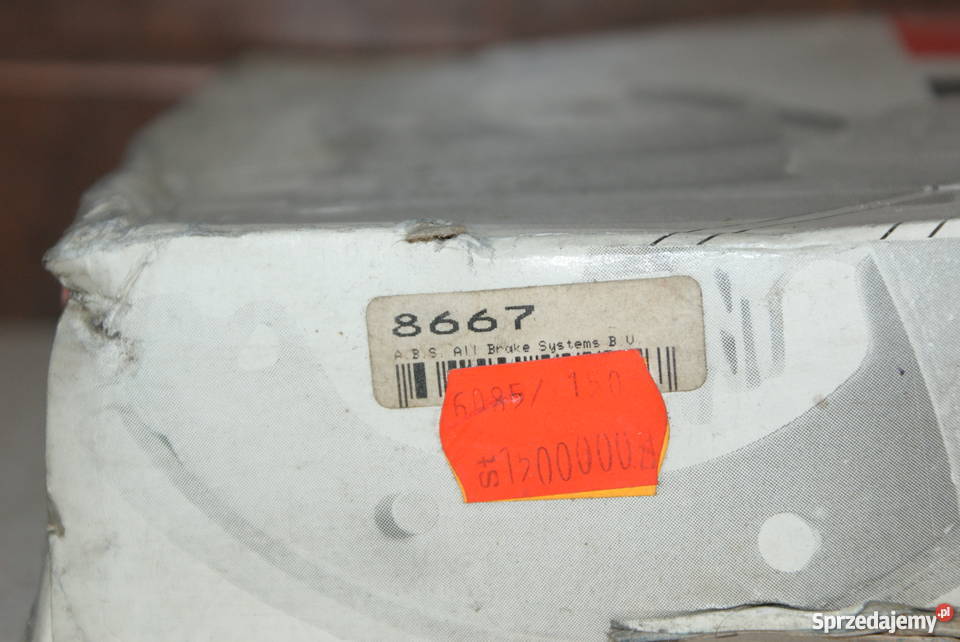 8667
A.B.S. All Brake Systems B.V.
6085/ 150
St 1500000zł
Sprzedajemy.pl